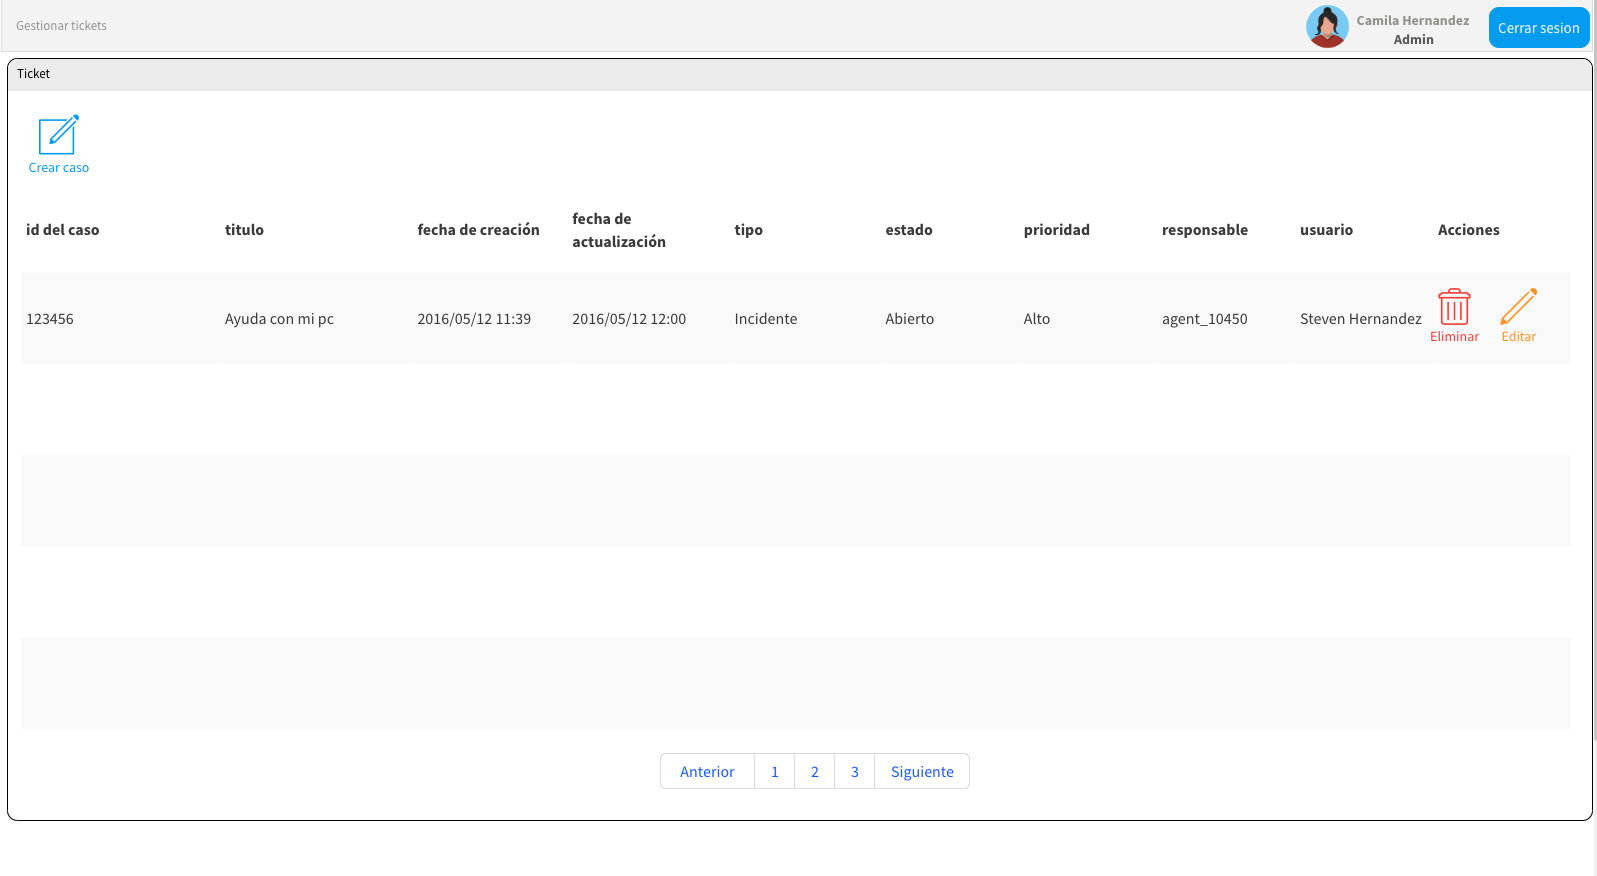 Gestionar tickets
Camila Hernandez
Admin
Cerrar sesion
Ticket
Crear caso
id del caso titulo fecha de creación fecha de actualización tipo estado prioridad responsable usuario Acciones
123456 Ayuda con mi pc 2016/05/12 11:39 2016/05/12 12:00 Incidente Abierto Alto agent_10450 Steven Hernandez
Eliminar Editar
Anterior 1 2 3 Siguiente